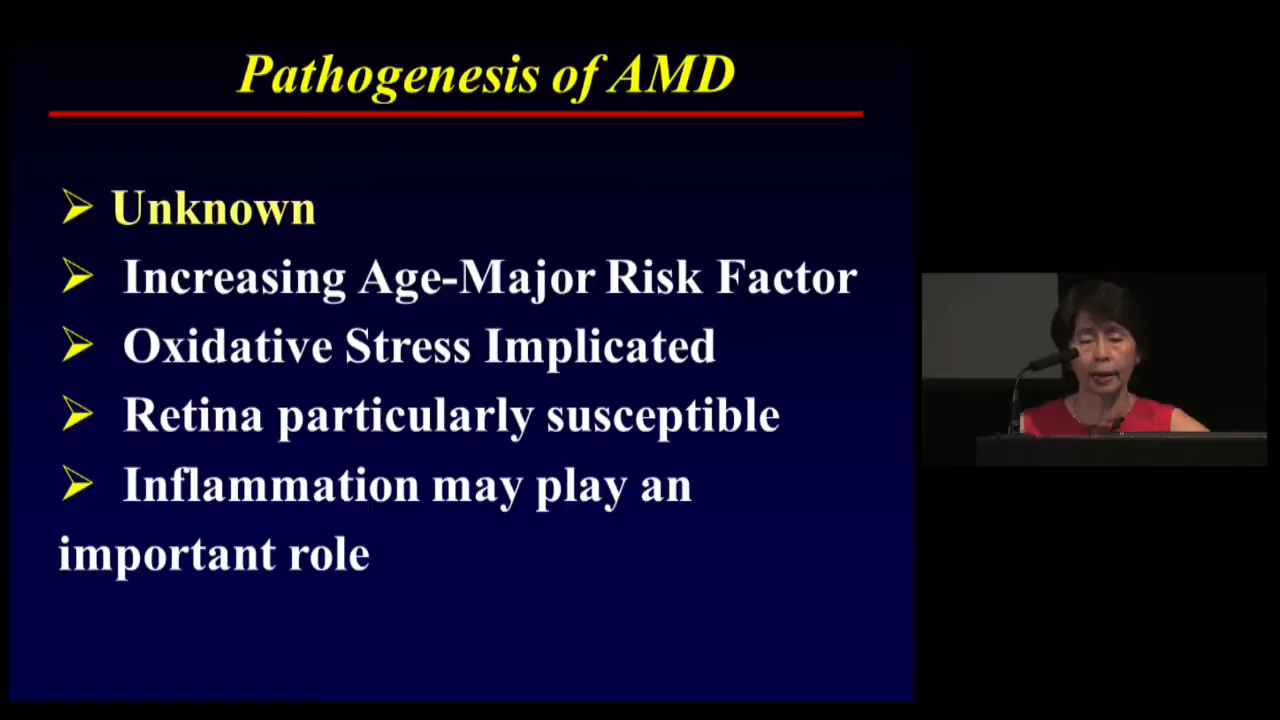 Pathogenesis of AMD
Unknown
Increasing Age-Major Risk Factor
Oxidative Stress Implicated
Retina particularly susceptible
Inflammation may play an
important role